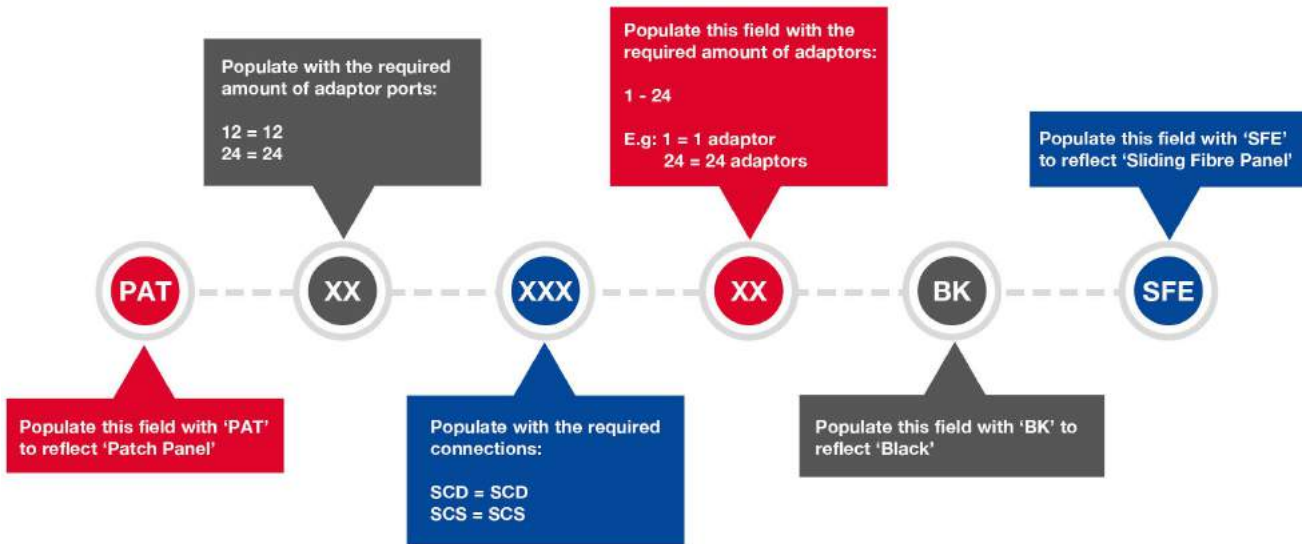 Populate with the required
amount of adaptor ports:
12 = 12
24 = 24
Populate this field with the
required amount of adaptors:
1 - 24
E.g: 1 = 1 adaptor
24 = 24 adaptors
Populate this field with ‘SFE’
to reflect ‘Sliding Fibre Panel’
PAT
XX
XXX
XX
BK
SFE
Populate this field with ‘PAT’
to reflect ‘Patch Panel’
Populate with the required
connections:
SCD = SCD
SCS = SCS
Populate this field with ‘BK’ to
reflect ‘Black’